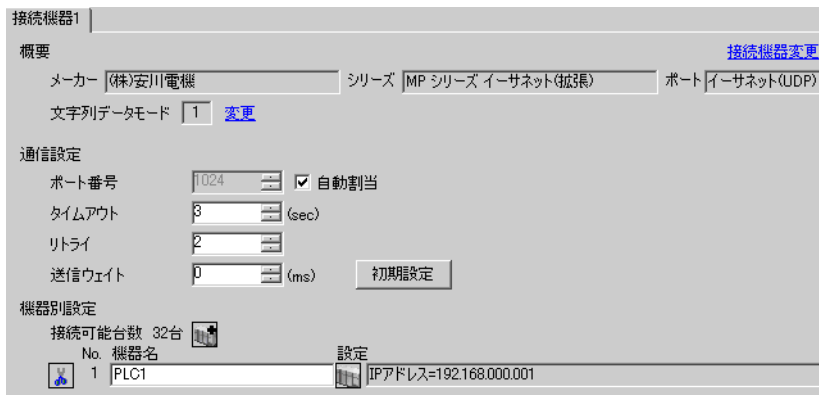 接続機器1
概要 接続機器変更
メーカー (株)安川電機 シリーズ MP シリーズ イーサネット(拡張) ポート イーサネット(UDP)
文字列データモード 1 変更
通信設定
ポート番号 1024 自動割当
タイムアウト 3 (sec)
リトライ 2
送信ウェイト 0 (ms) 初期設定
機器別設定
接続可能台数 32台
No. 機器名 設定
1 PLC1 IPアドレス=192.168.000.001